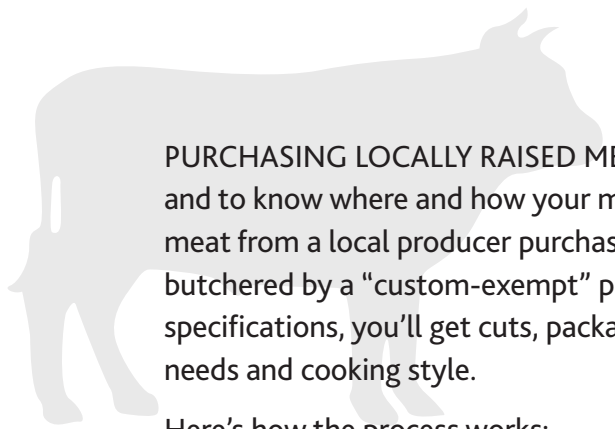 PURCHASING LOCALLY RAISED
and to know where and how your
meat from a local producer
butchered by a “custom-exempt”
specifications, you’ll get cuts,
needs and cooking style.
Here’s how the process works: